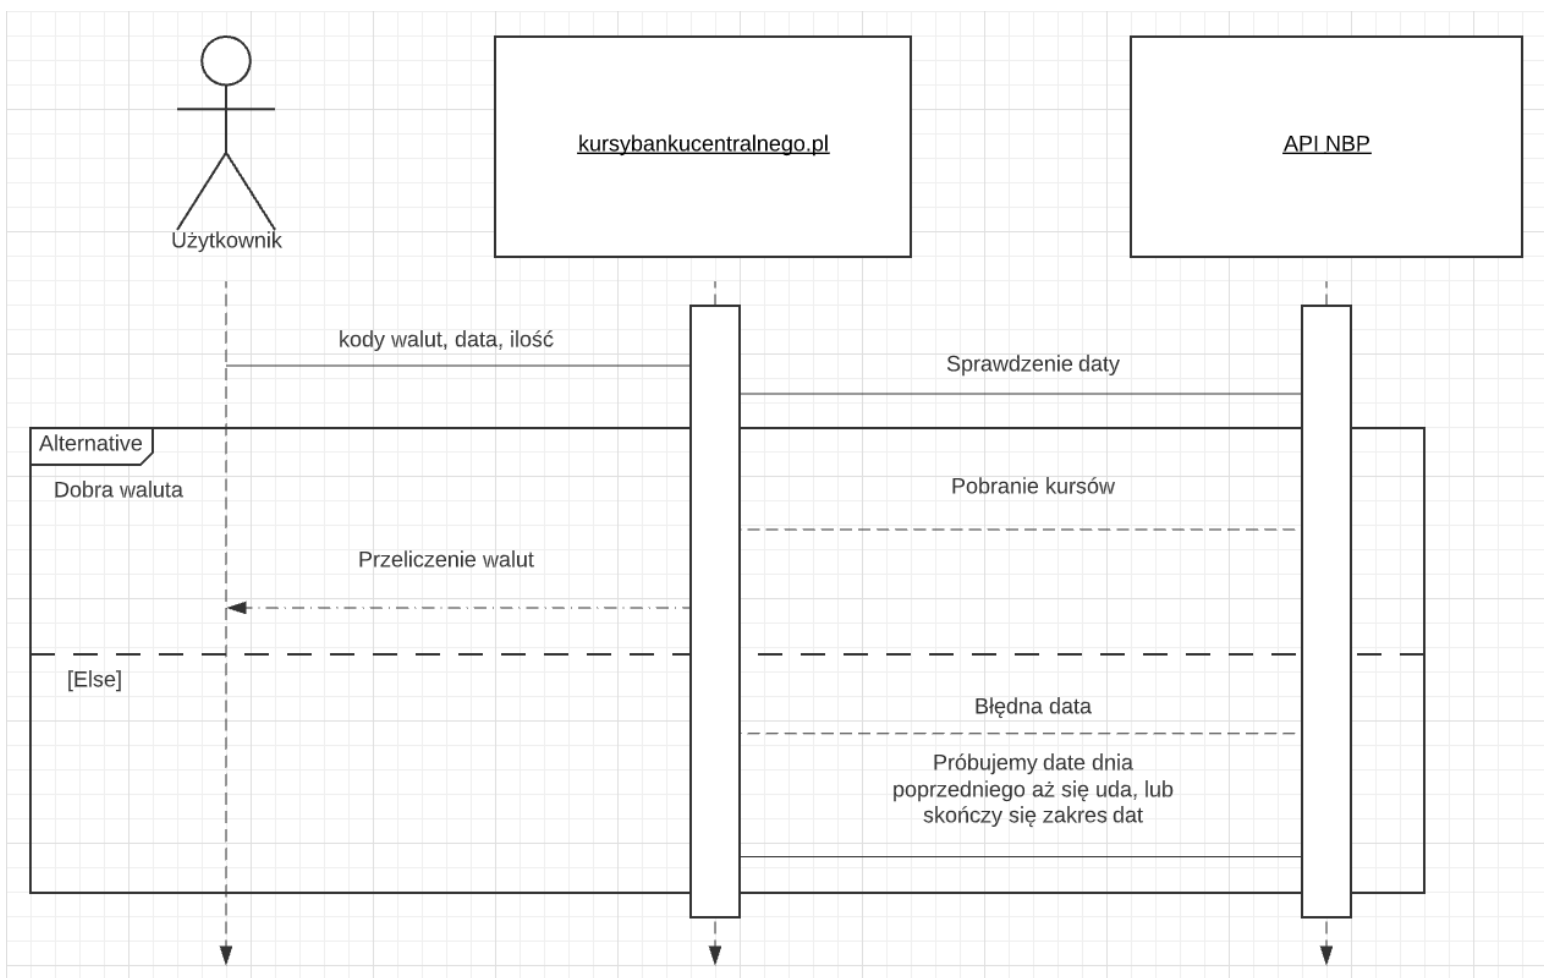 Użytkownik
kursybankucentralnego.pl
API NBP
kody walut, data, ilość
Sprawdzenie daty
Alternative
Dobra waluta
Pobranie kursów
Przeliczenie walut
[Else]
Błędna data
Próbujemy date dnia
poprzedniego aż się uda, lub
skończy się zakres dat